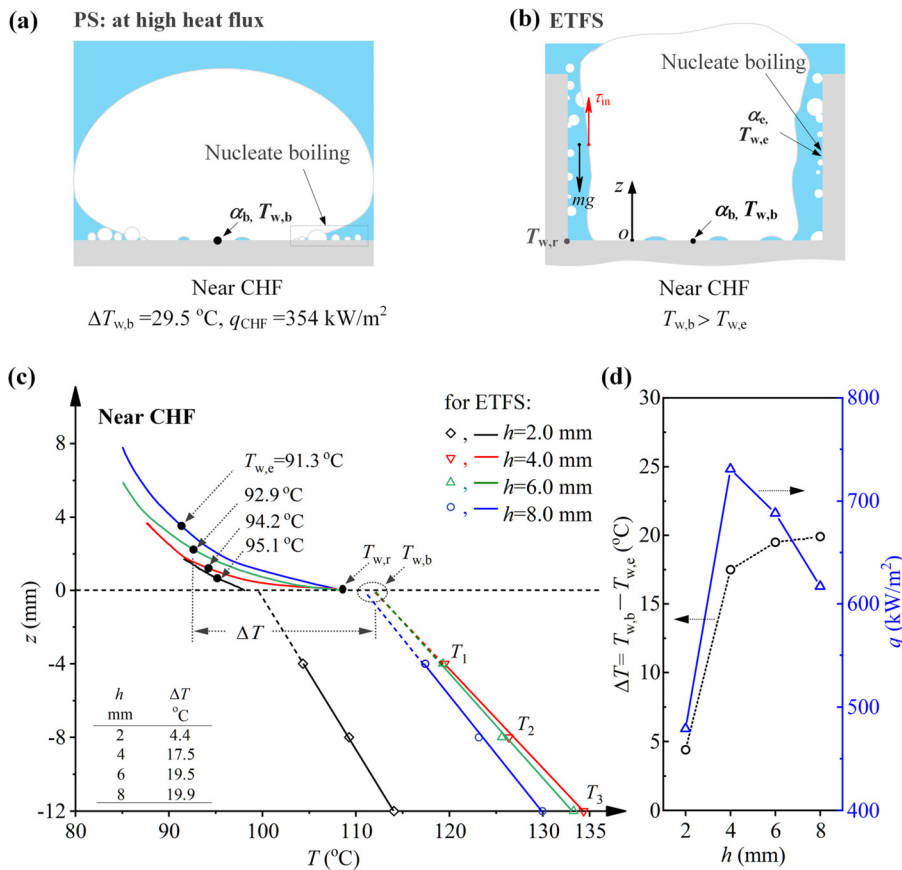 (a)
PS: at high heat flux
Nucleate boiling
αb, Tw,b
Near CHF
ΔTw,b =29.5 °C, qCHF=354 kW/m²
(b)
ETFS
Nucleate boiling
τin
αe,
Tw,e
z
mg
αb, Tw,b
Tw,r
o
Near CHF
Tw,b> Tw,e
(c)
Near CHF
for ETFS:
, h=2.0 mm
, h=4.0 mm
, h=6.0 mm
, h=8.0 mm
Tw,e=91.3 °C
92.9 °C
94.2 °C
95.1 °C
Tw,r
Tw,b
ΔT
T1
T2
T3
h ΔT
mm °C
2 4.4
4 17.5
6 19.5
8 19.9
z (mm)
8
4
0
-4
-8
-12
80 90 100 110 120 130 135
T (°C)
(d)
ΔT= Tw,b — Tw,e (°C)
30
25
20
15
10
5
0
800
700
600
500
400
q (kW/m²)
2 4 6 8
h (mm)